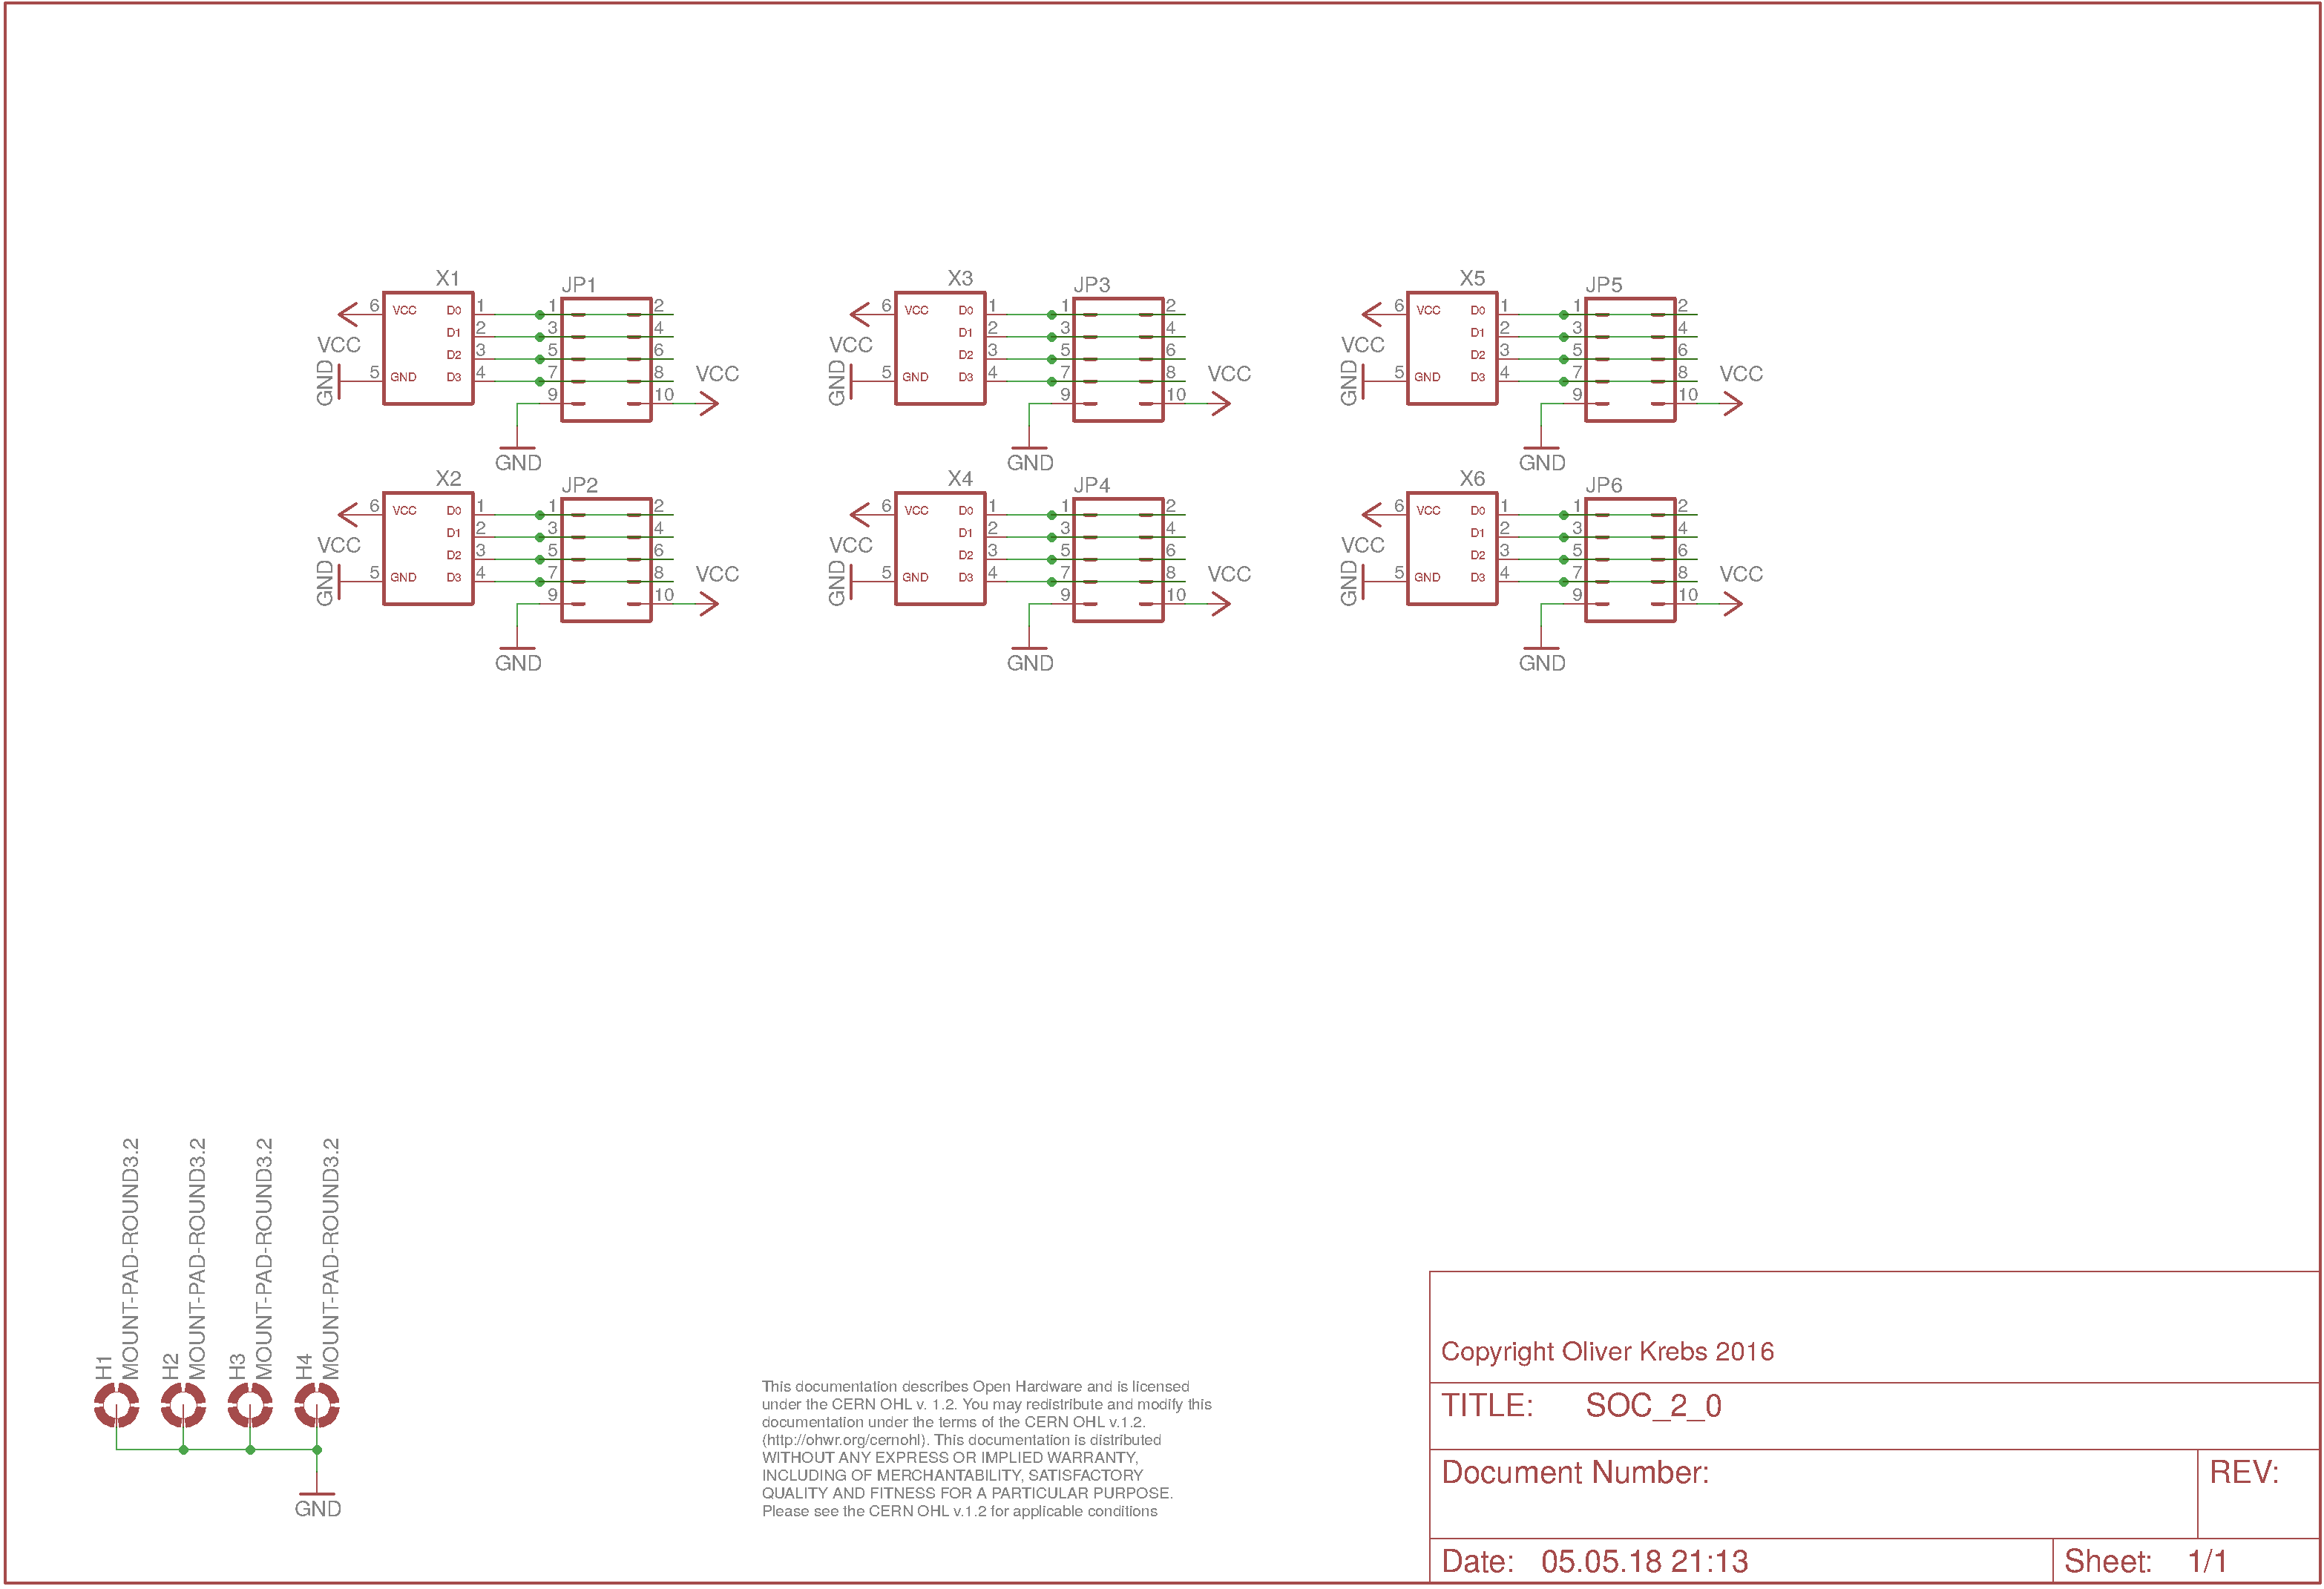 X1
JP1
6 VCC D0 1
D1 2
D2 3
5 GND D3 4
1 2
3 4
5 6
7 8
9 10
VCC
GND
VCC
GND
X3
JP3
6 VCC D0 1
D1 2
D2 3
5 GND D3 4
1 2
3 4
5 6
7 8
9 10
VCC
GND
VCC
GND
X5
JP5
6 VCC D0 1
D1 2
D2 3
5 GND D3 4
1 2
3 4
5 6
7 8
9 10
VCC
GND
VCC
GND
X2
JP2
6 VCC D0 1
D1 2
D2 3
5 GND D3 4
1 2
3 4
5 6
7 8
9 10
VCC
GND
VCC
GND
X4
JP4
6 VCC D0 1
D1 2
D2 3
5 GND D3 4
1 2
3 4
5 6
7 8
9 10
VCC
GND
VCC
GND
X6
JP6
6 VCC D0 1
D1 2
D2 3
5 GND D3 4
1 2
3 4
5 6
7 8
9 10
VCC
GND
VCC
GND
H1
MOUNT-PAD-ROUND3.2
H2
MOUNT-PAD-ROUND3.2
H3
MOUNT-PAD-ROUND3.2
H4
MOUNT-PAD-ROUND3.2
GND
This documentation describes Open Hardware and is licensed
under the CERN OHL v. 1.2. You may redistribute and modify this
documentation under the terms of the CERN OHL v.1.2.
(http://ohwr.org/cernohl). This documentation is distributed
WITHOUT ANY EXPRESS OR IMPLIED WARRANTY,
INCLUDING OF MERCHANTABILITY, SATISFACTORY
QUALITY AND FITNESS FOR A PARTICULAR PURPOSE.
Please see the CERN OHL v.1.2 for applicable conditions
Copyright Oliver Krebs 2016
TITLE: SOC_2_0
Document Number:
REV:
Date: 05.05.18 21:13
Sheet: 1/1